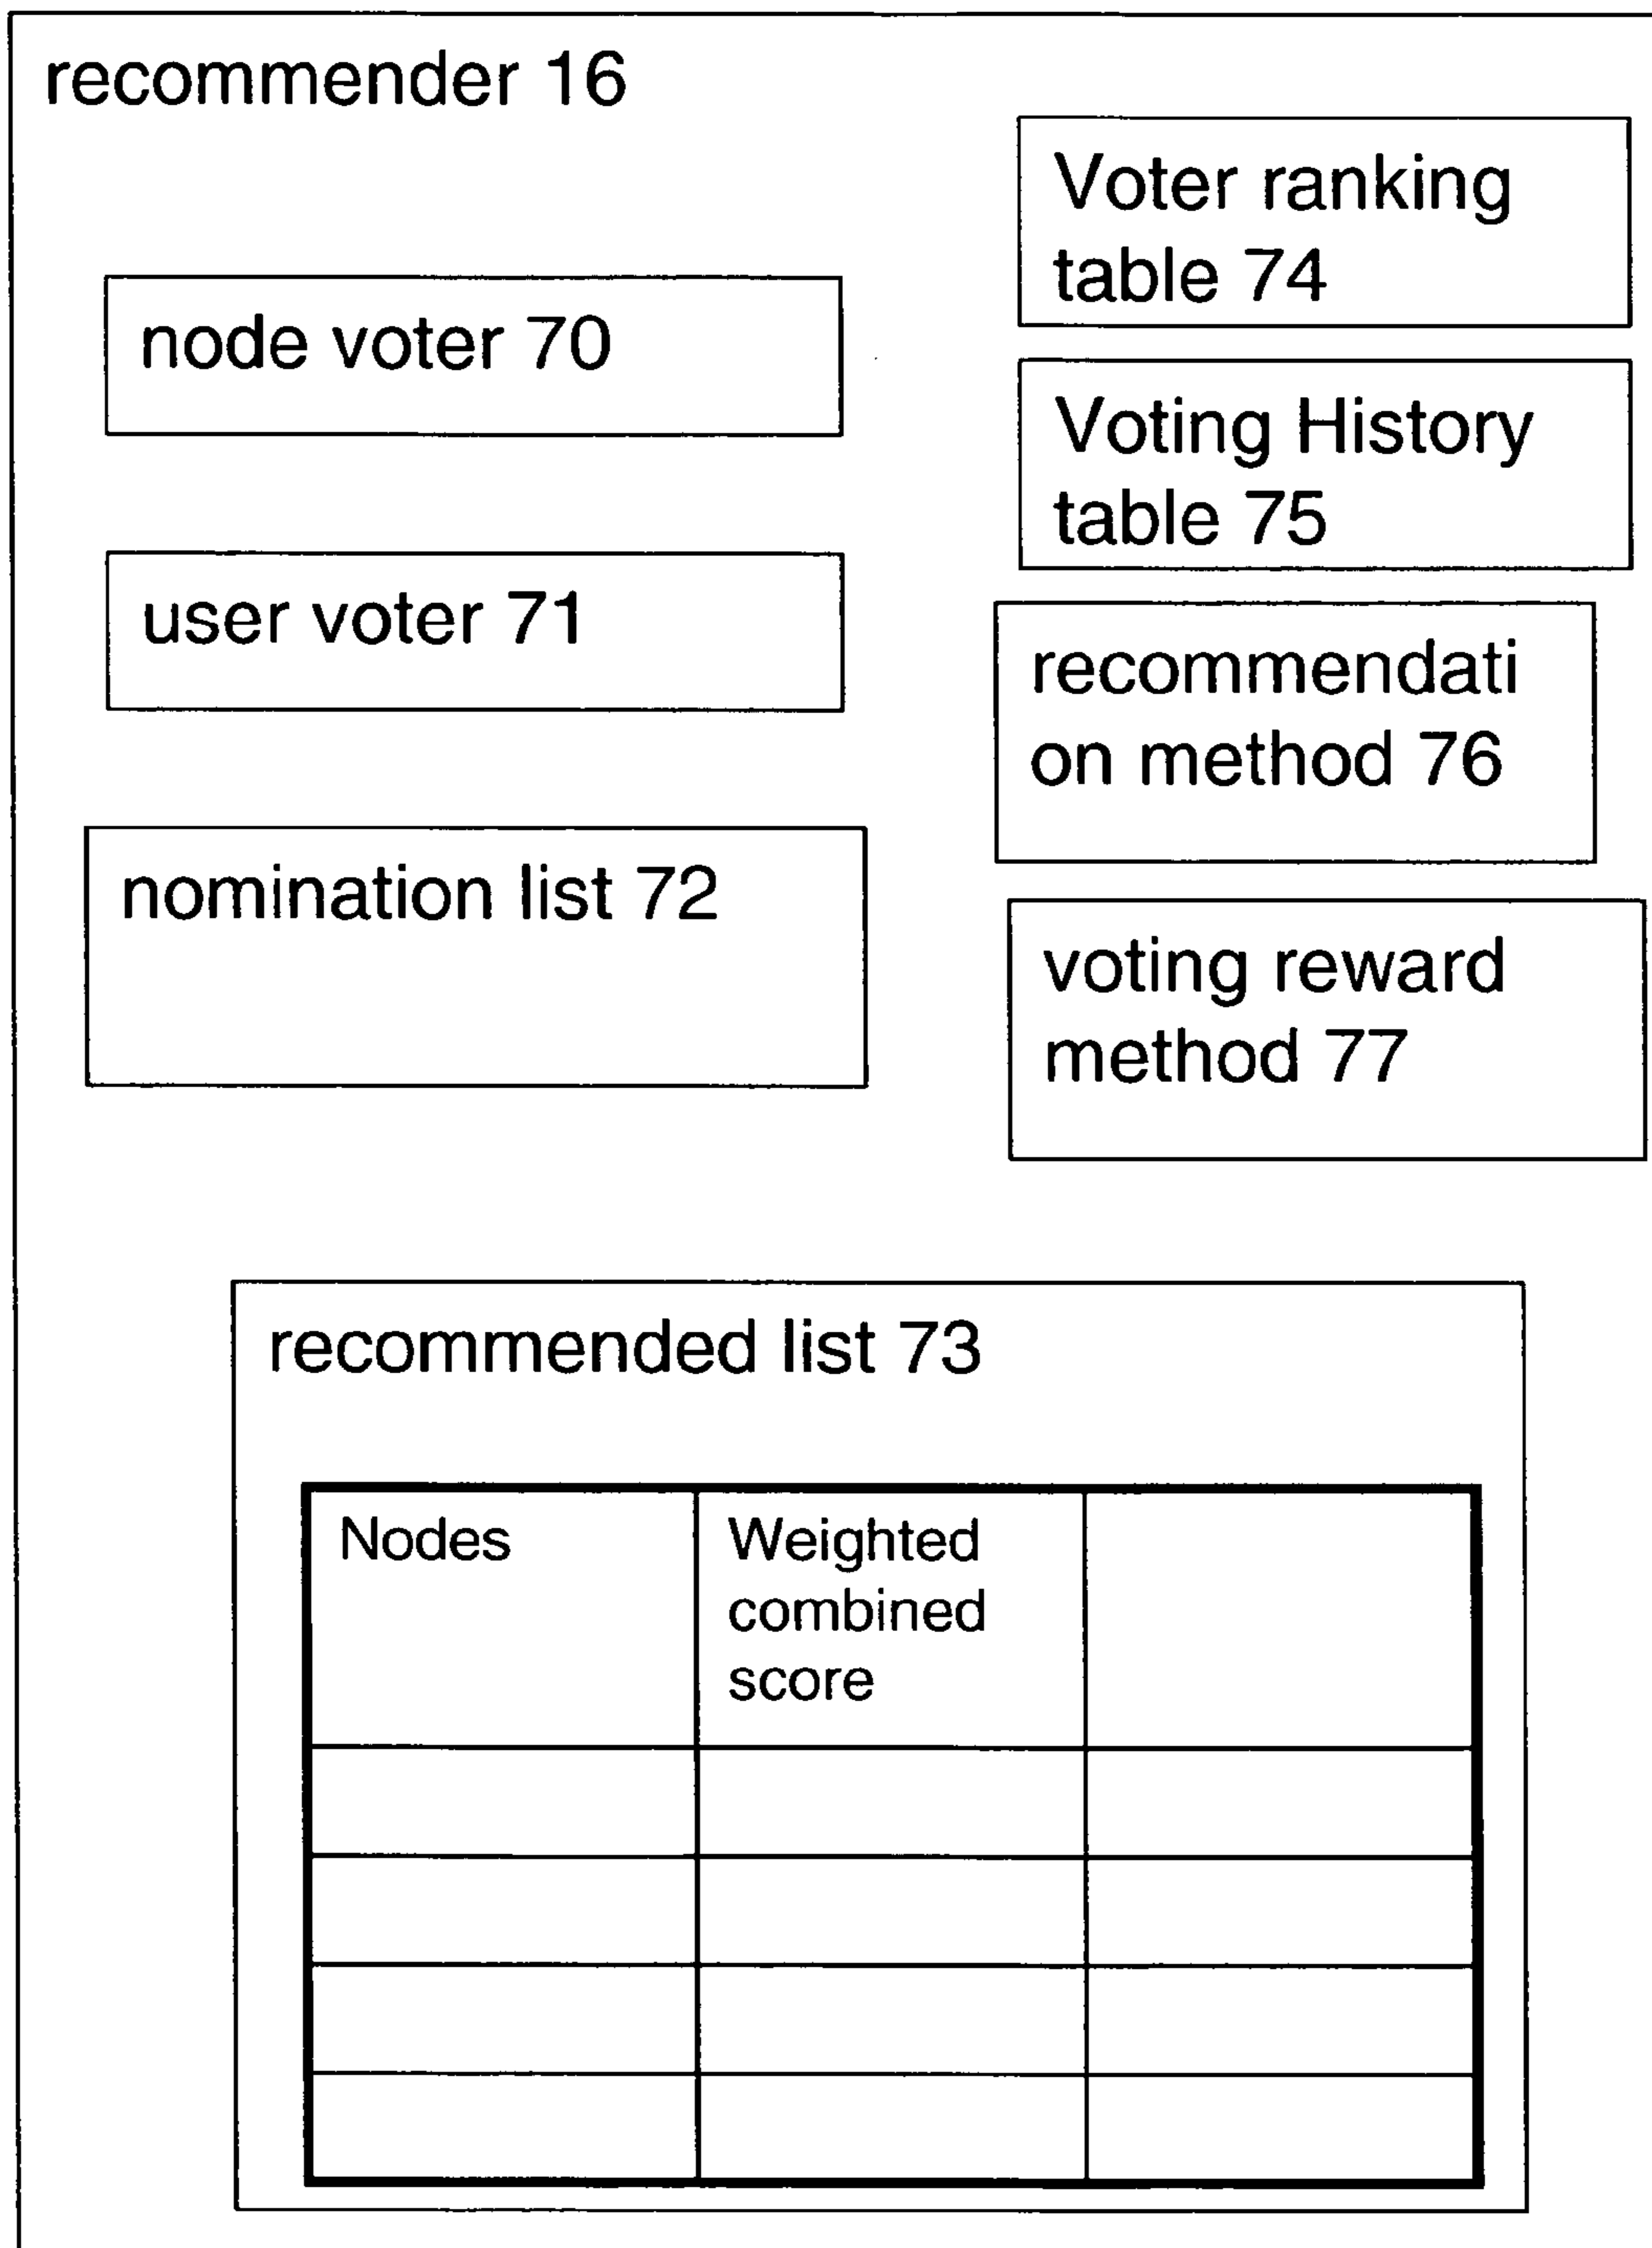 recommender 16
node voter 70
user voter 71
nomination list 72
Voter ranking
table 74
Voting History
table 75
recommendati
on method 76
voting reward
method 77
recommended list 73
Nodes
Weighted
combined
score